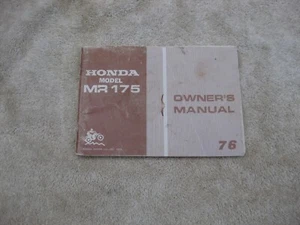 HONDA
MODEL
MR 175
OWNER'S
MANUAL
76